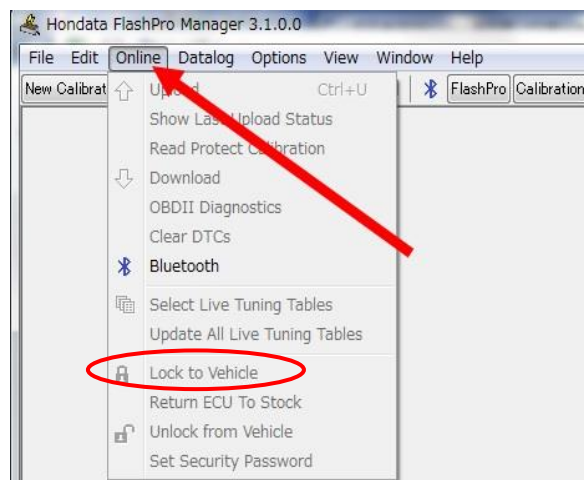 Hondata FlashPro Manager 3.1.0.0
File Edit Online Datalog Options View Window Help
New Calibrat FlashPro Calibration
Upload Ctrl+U
Show Last Upload Status
Read Protect Calibration
Download
OBDII Diagnostics
Clear DTCs
Bluetooth
Select Live Tuning Tables
Update All Live Tuning Tables
Lock to Vehicle
Return ECU To Stock
Unlock from Vehicle
Set Security Password